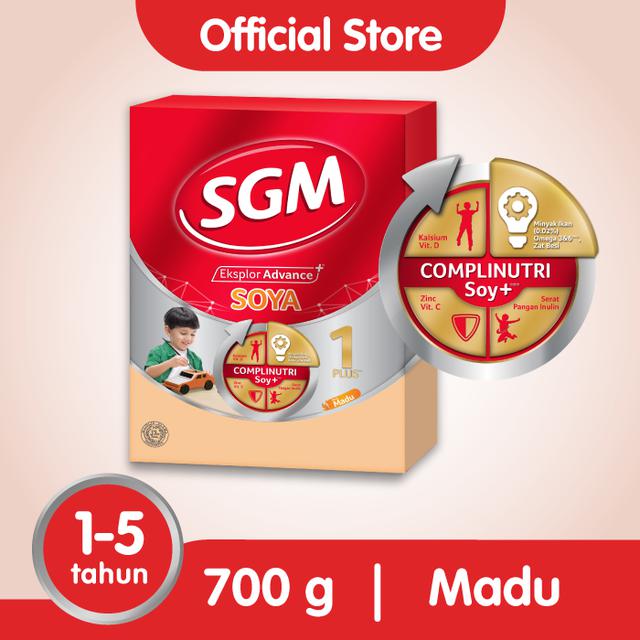 Official Store
SGM
Eksplor Advance+
SOYA
1
PLUS
Madu
COMPLINUTRI
Soy+
Kalsium
Vit. D
Minyak Ikan
(0.02%)
Omega 3&6
Zat Besi
COMPLINUTRI
Soy+
Zinc
Vit. C
Serat
Pangan Inulin
1-5
tahun
700 g | Madu